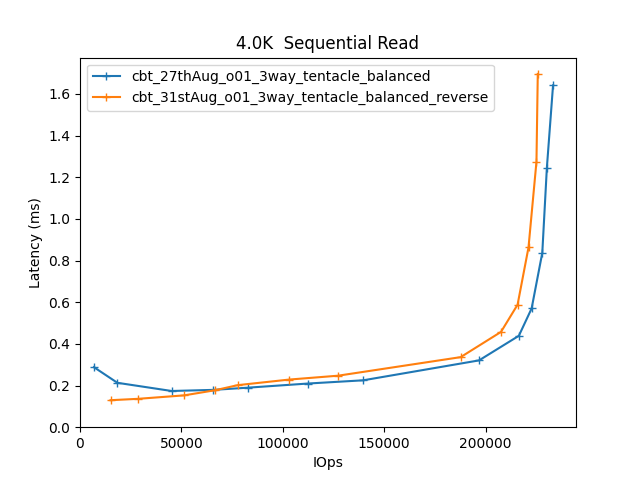 4.0K  Sequential Read
cbt_27thAug_o01_3way_tentacle_balanced
cbt_31stAug_o01_3way_tentacle_balanced_reverse
1.6
1.4
1.2
1.0
0.8
0.6
0.4
0.2
0.0
Latency (ms)
0 50000 100000 150000 200000
IOps